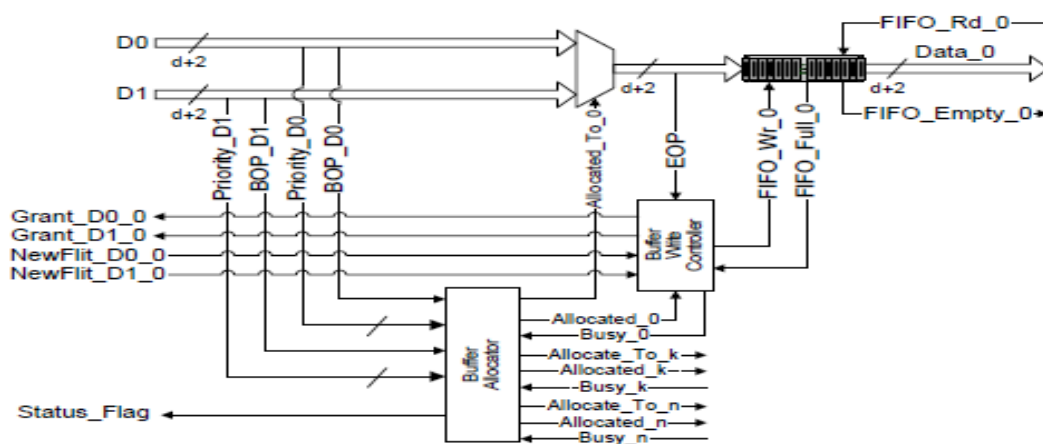 FIFO_Rd_0
D0
d+2
d+2
Data_0
D1
d+2
d+2
FIFO_Empty_0
Priority_D1
BOP_D1
Priority_D0
BOP_D0
Allocated_To_0
EOP
FIFO_Wr_0
FIFO_Full_0
Grant_D0_0
Grant_D1_0
NewFlit_D0_0
NewFlit_D1_0
Buffer
Write
Controller
Allocated_0
Busy_0
Buffer
Allocator
Allocate_To_k
Allocated_k
Busy_k
Allocate_To_n
Allocated_n
Busy_n
Status_Flag